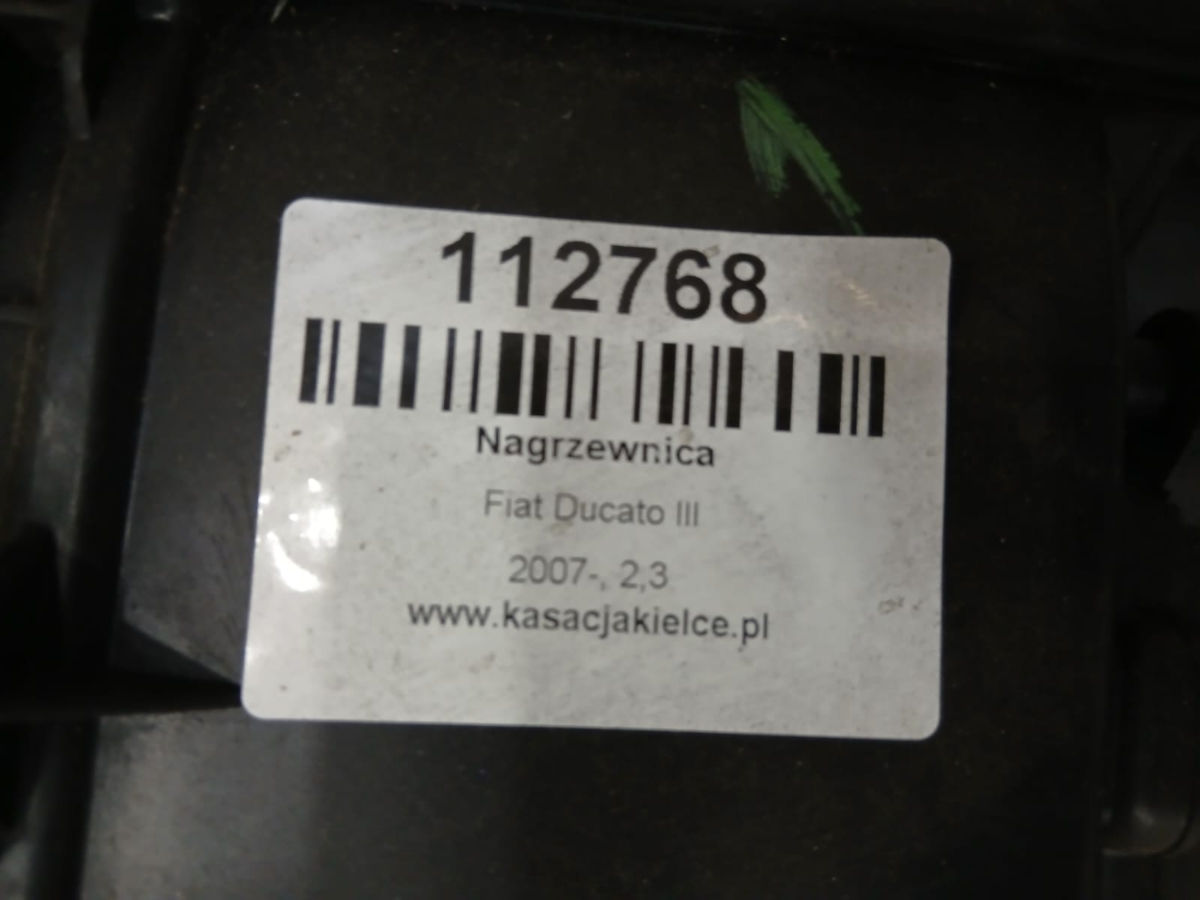 112768
Nagrzewnica
Fiat Ducato III
2007-, 2,3
www.kasacjakielce.pl